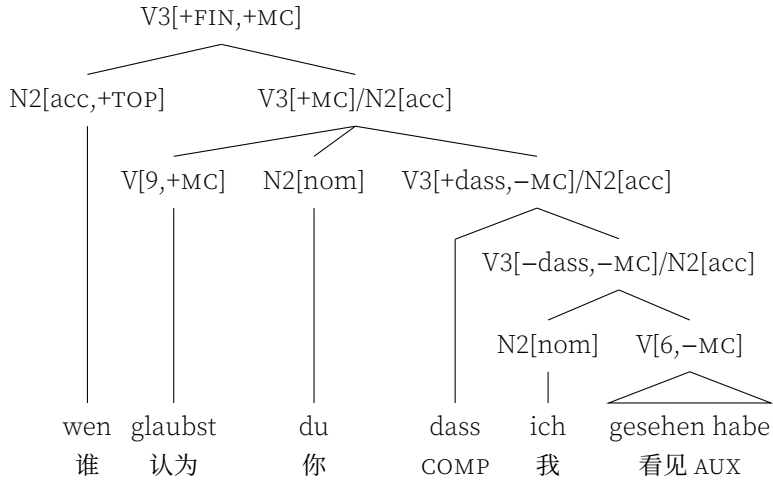 V3[+FIN,+MC]
N2[acc,+TOP] V3[+MC]/N2[acc]
V[9,+MC] N2[nom] V3[+dass,−MC]/N2[acc]
V3[−dass,−MC]/N2[acc]
N2[nom] V[6,−MC]
wen glaubst du dass ich gesehen habe
谁 认为 你 COMP 我 看见 AUX